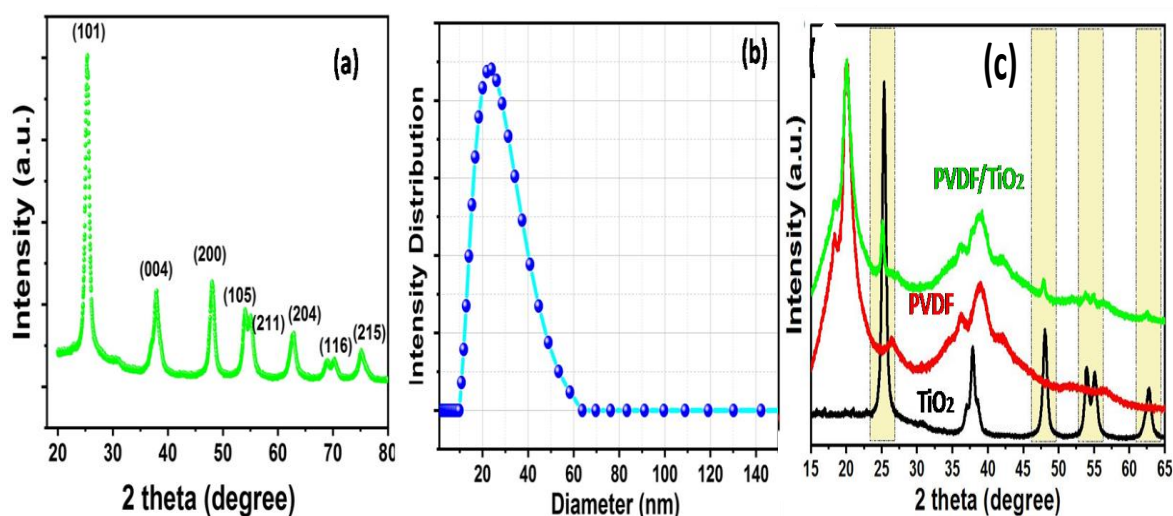 (a)
(101)
(004)
(200)
(105)
(211)
(204)
(116)
(215)
Intensity (a.u.)
20 30 40 50 60 70 80
2 theta (degree)
(b)
Intensity Distribution
20 40 60 80 100 120 140
Diameter (nm)
(
(c)
PVDF/TiO₂
PVDF
TiO₂
Intensity (a.u.)
15 20 25 30 35 40 45 50 55 60 65
2 theta (degree)